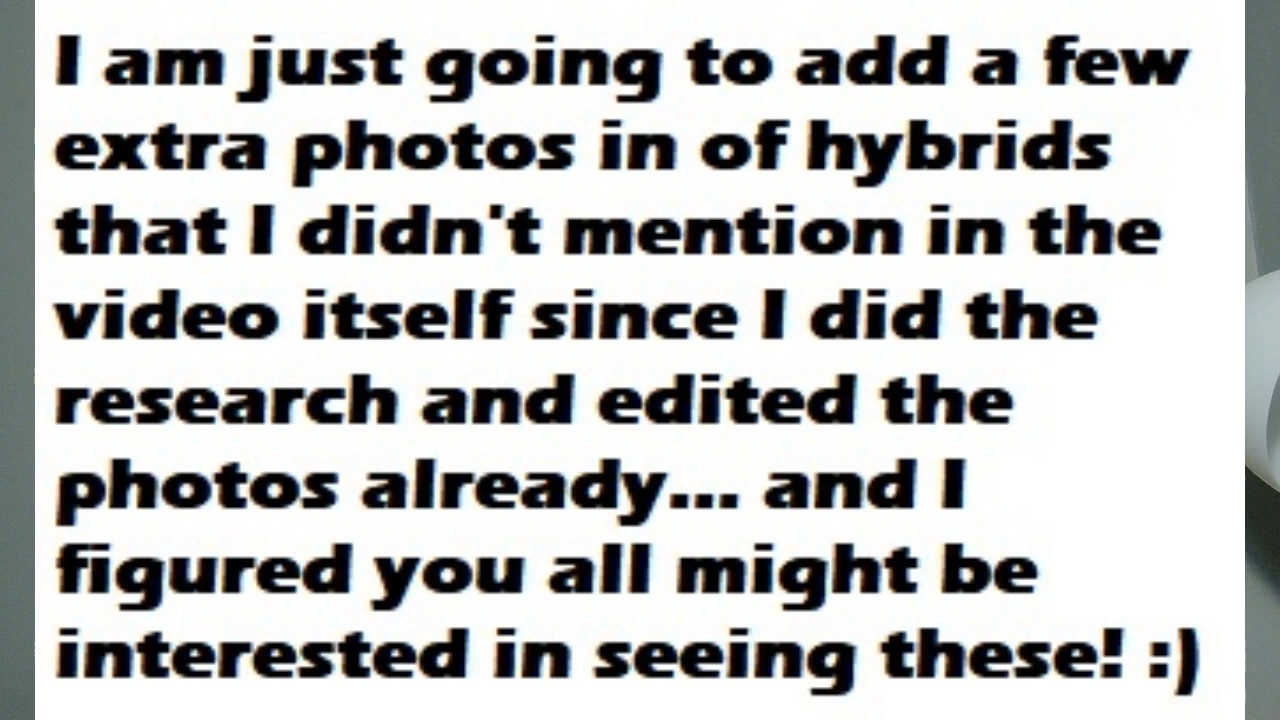 I am just going to add a few
extra photos in of hybrids
that I didn't mention in the
video itself since I did the
research and edited the
photos already... and I
figured you all might be
interested in seeing these! :)